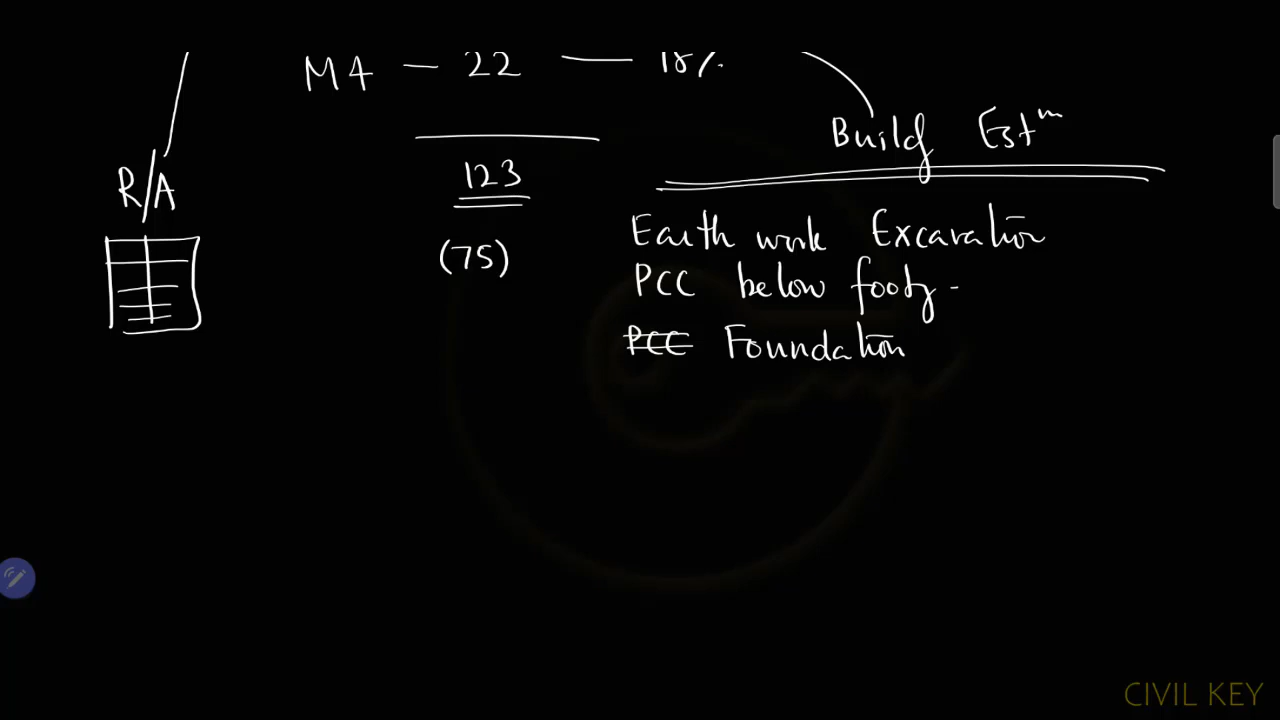 M4 — 22 — 18%
Build Estm
R/A
123
(75)
Earth work Excavation
PCC below footg -
PCC Foundation
CIVIL KEY